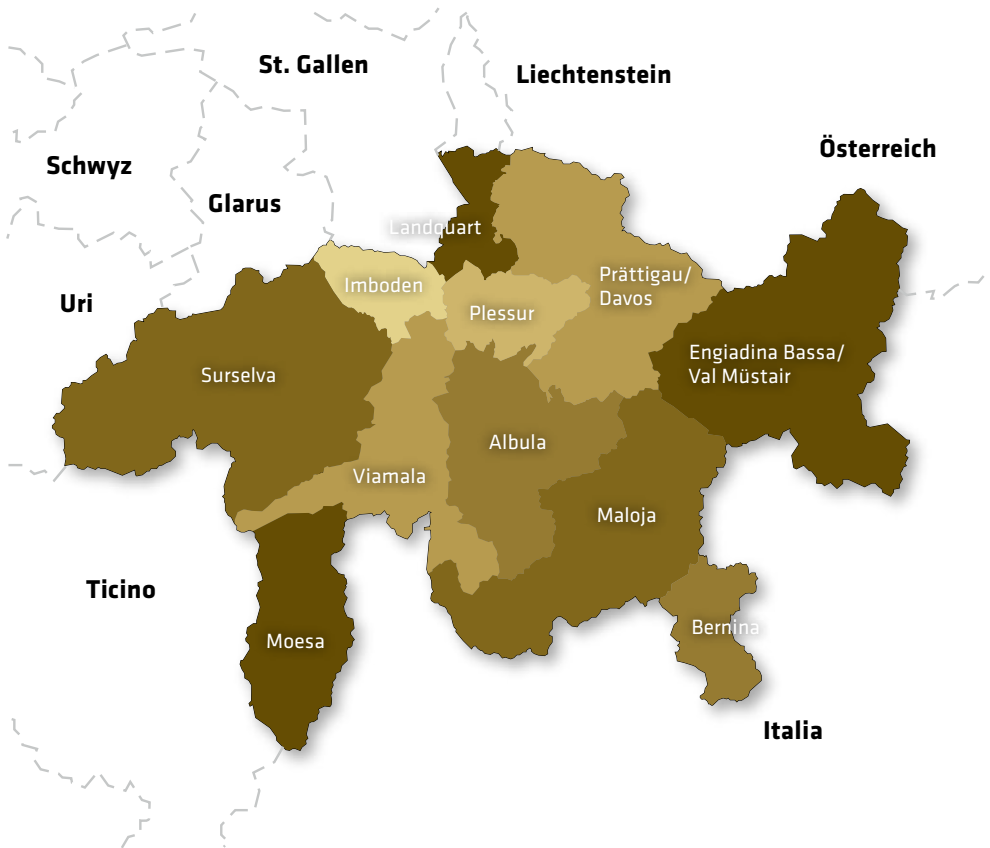 St. Gallen
Liechtenstein
Österreich
Schwyz
Glarus
Landquart
Imboden
Prättigau/
Davos
Uri
Plessur
Engiadina Bassa/
Val Müstair
Surselva
Albula
Viamala
Maloja
Ticino
Moesa
Bernina
Italia